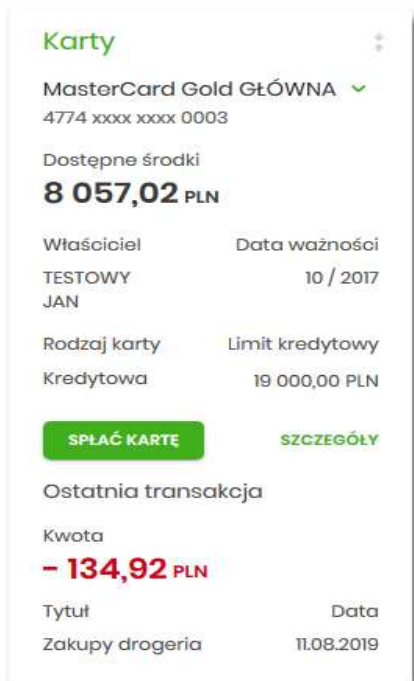 Karty
MasterCard Gold GŁÓWNA
4774 xxxx xxxx 0003
Dostępne środki
8 057,02 PLN
Właściciel Data ważności
TESTOWY 10 / 2017
JAN
Rodzaj karty Limit kredytowy
Kredytowa 19 000,00 PLN
SPŁAĆ KARTĘ SZCZEGÓŁY
Ostatnia transakcja
Kwota
- 134,92 PLN
Tytuł Data
Zakupy drogeria 11.08.2019